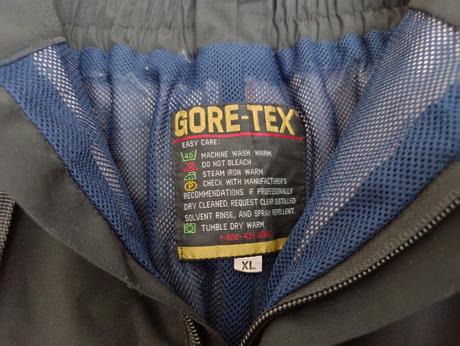 GORE-TEX
EASY CARE:
40 MACHINE WASH WARM
DO NOT BLEACH
STEAM IRON WARM
P CHECK WITH MANUFACTURER'S
RECOMMENDATIONS. IF PROFESSIONALLY
DRY CLEANED, REQUEST CLEAR DISTILLED
SOLVENT RINSE, AND SPRAY REPELLENT.
TUMBLE DRY WARM
XL